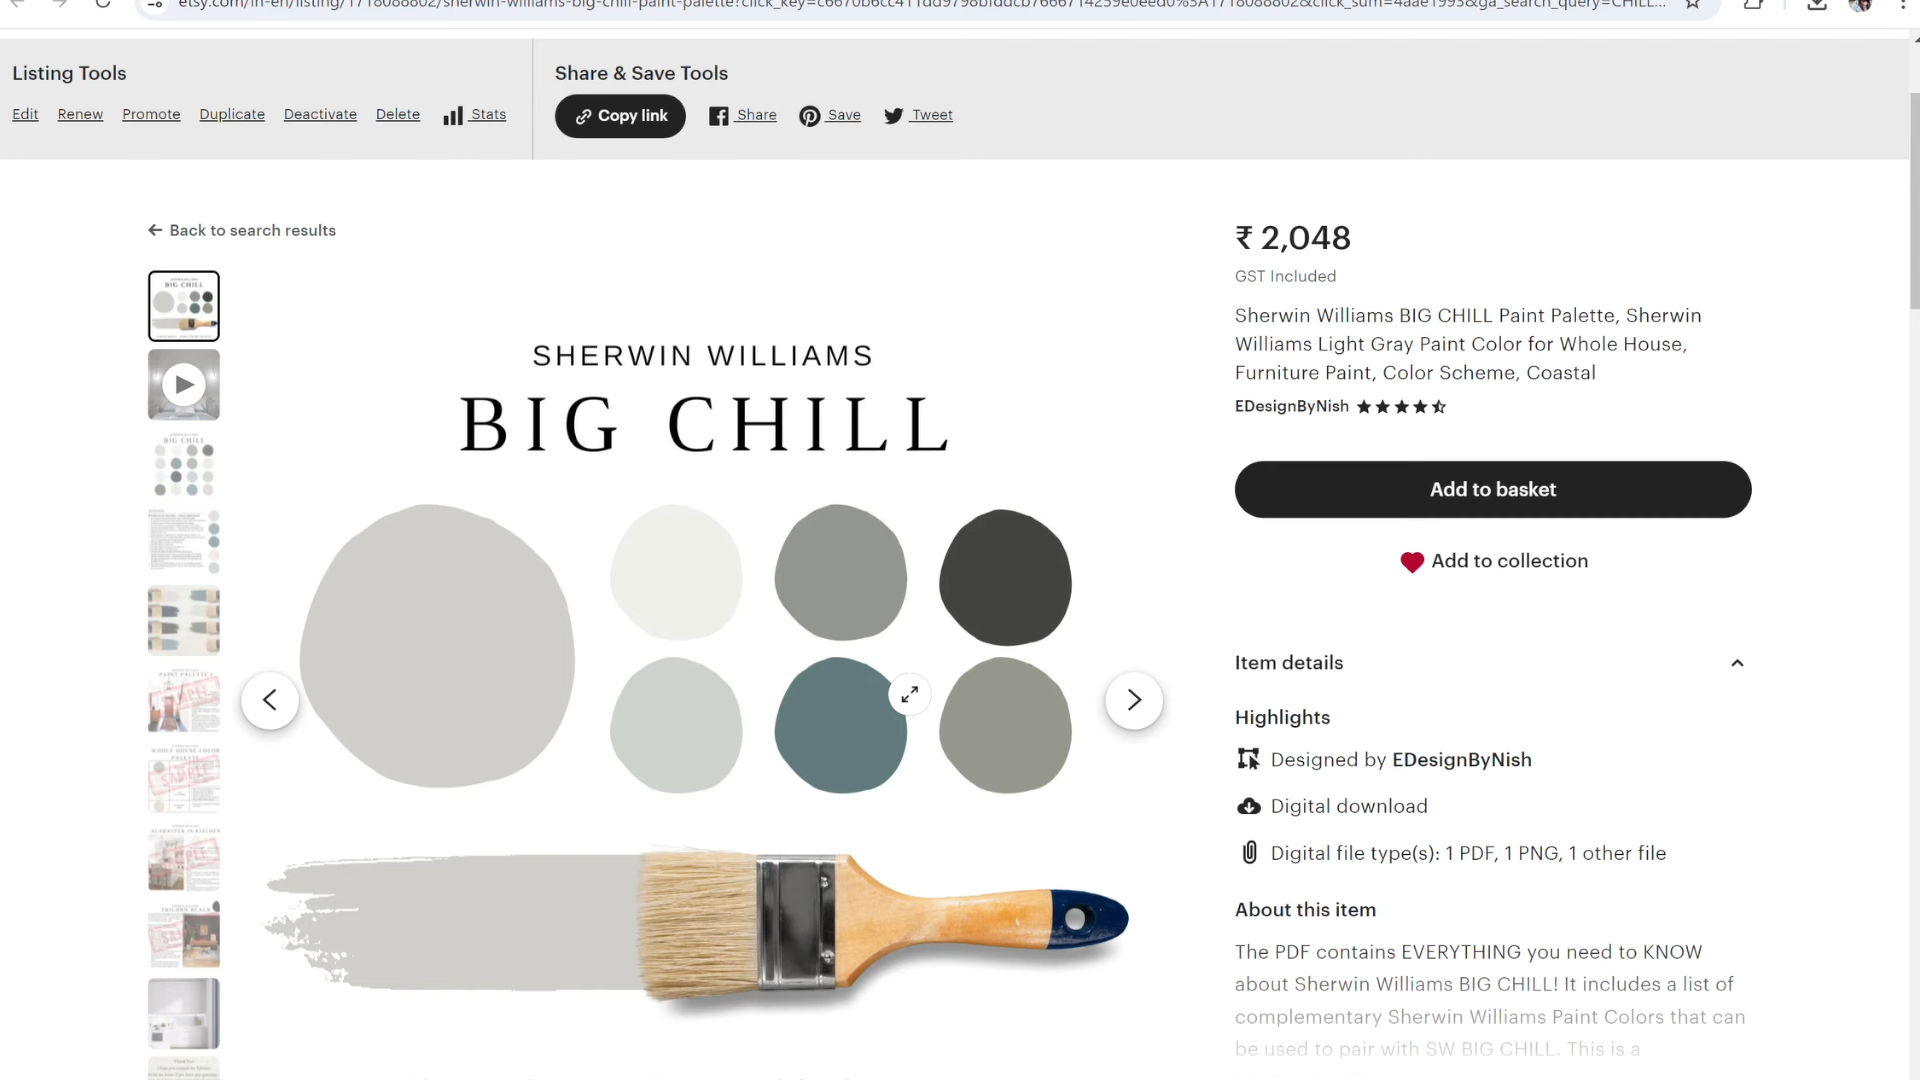 Listing Tools
Edit Renew Promote Duplicate Deactivate Delete Stats
Share & Save Tools
Copy link Share Save Tweet
Back to search results
BIG CHILL
BIG CHILL
SHERWIN WILLIAMS
BIG CHILL
₹ 2,048
GST Included
Sherwin Williams BIG CHILL Paint Palette, Sherwin
Williams Light Gray Paint Color for Whole House,
Furniture Paint, Color Scheme, Coastal
EDesignByNish
Add to basket
Add to collection
Item details
Highlights
Designed by EDesignByNish
Digital download
Digital file type(s): 1 PDF, 1 PNG, 1 other file
About this item
The PDF contains EVERYTHING you need to KNOW
about Sherwin Williams BIG CHILL! It includes a list of
complementary Sherwin Williams Paint Colors that can
be used to pair with SW BIG CHILL. This is a